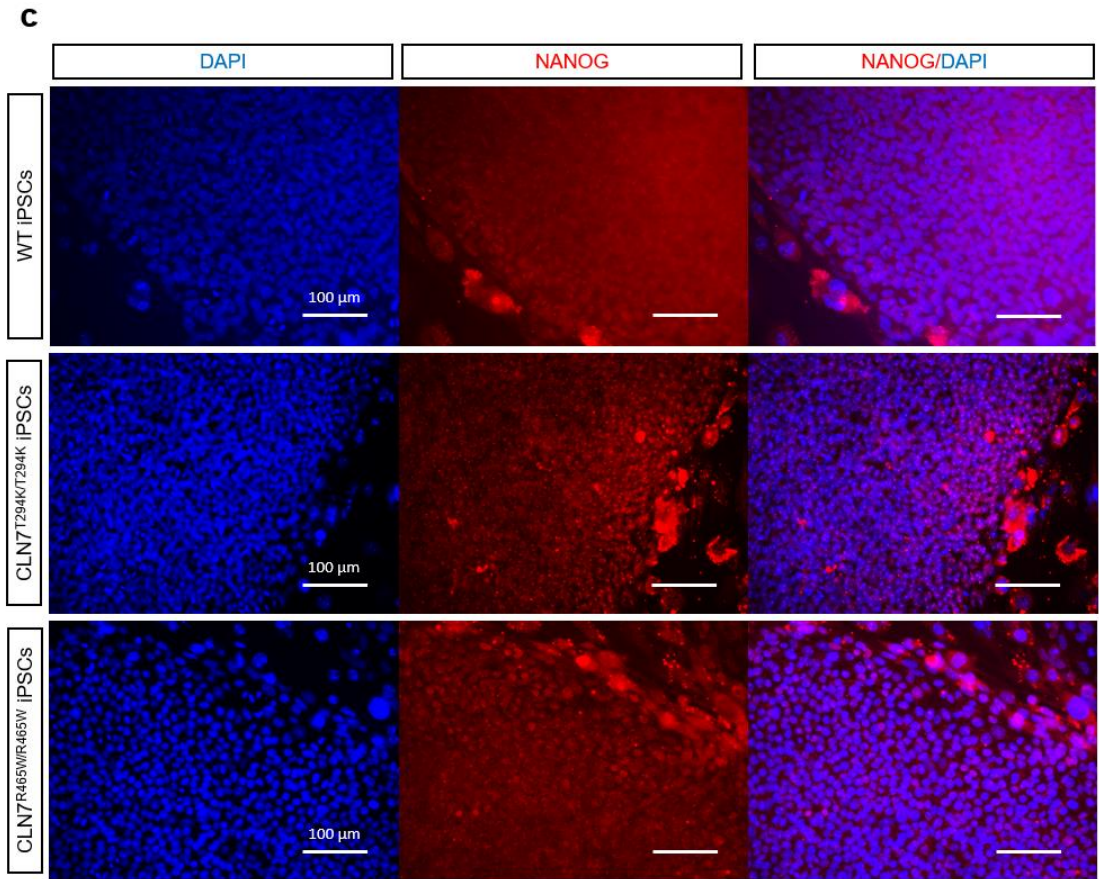 c
DAPI
NANOG
NANOG/DAPI
WT iPSCs
100 µm
CLN7T294K/T294K iPSCs
100 µm
CLN7R465W/R465W iPSCs
100 µm